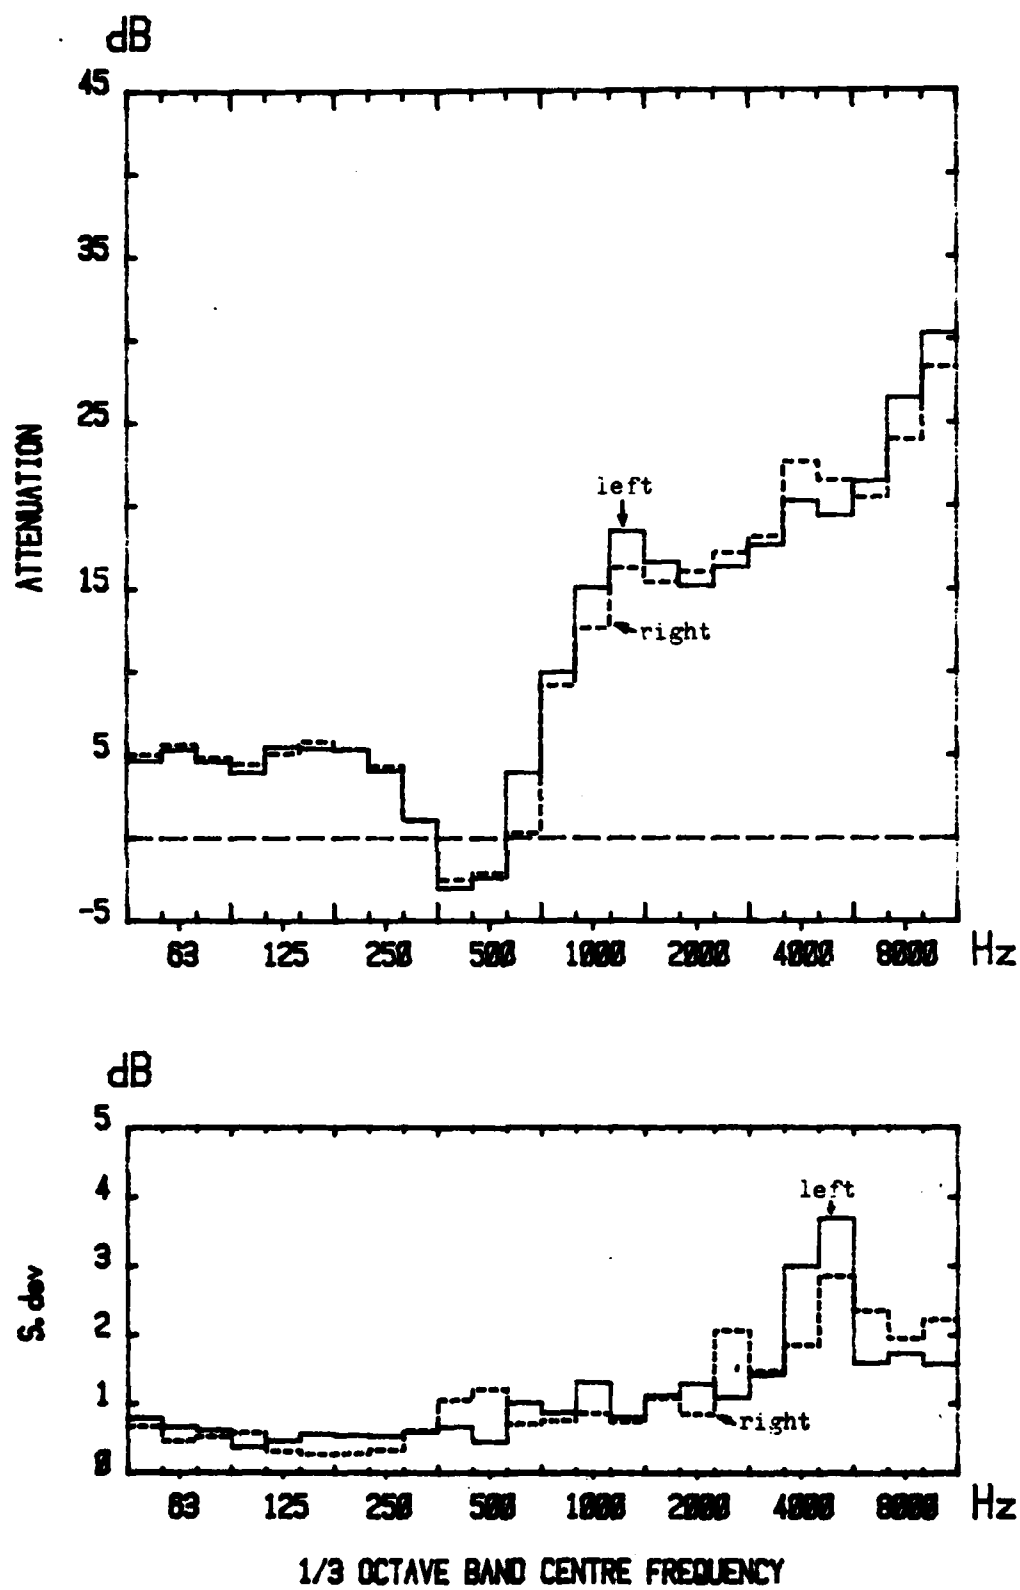 dB
45
35
25
15
5
-5
ATTENUATION
left
right
63 125 250 500 1000 2000 4000 8000 Hz
dB
5
4
3
2
1
0
S. dev
left
right
63 125 250 500 1000 2000 4000 8000 Hz
1/3 OCTAVE BAND CENTRE FREQUENCY